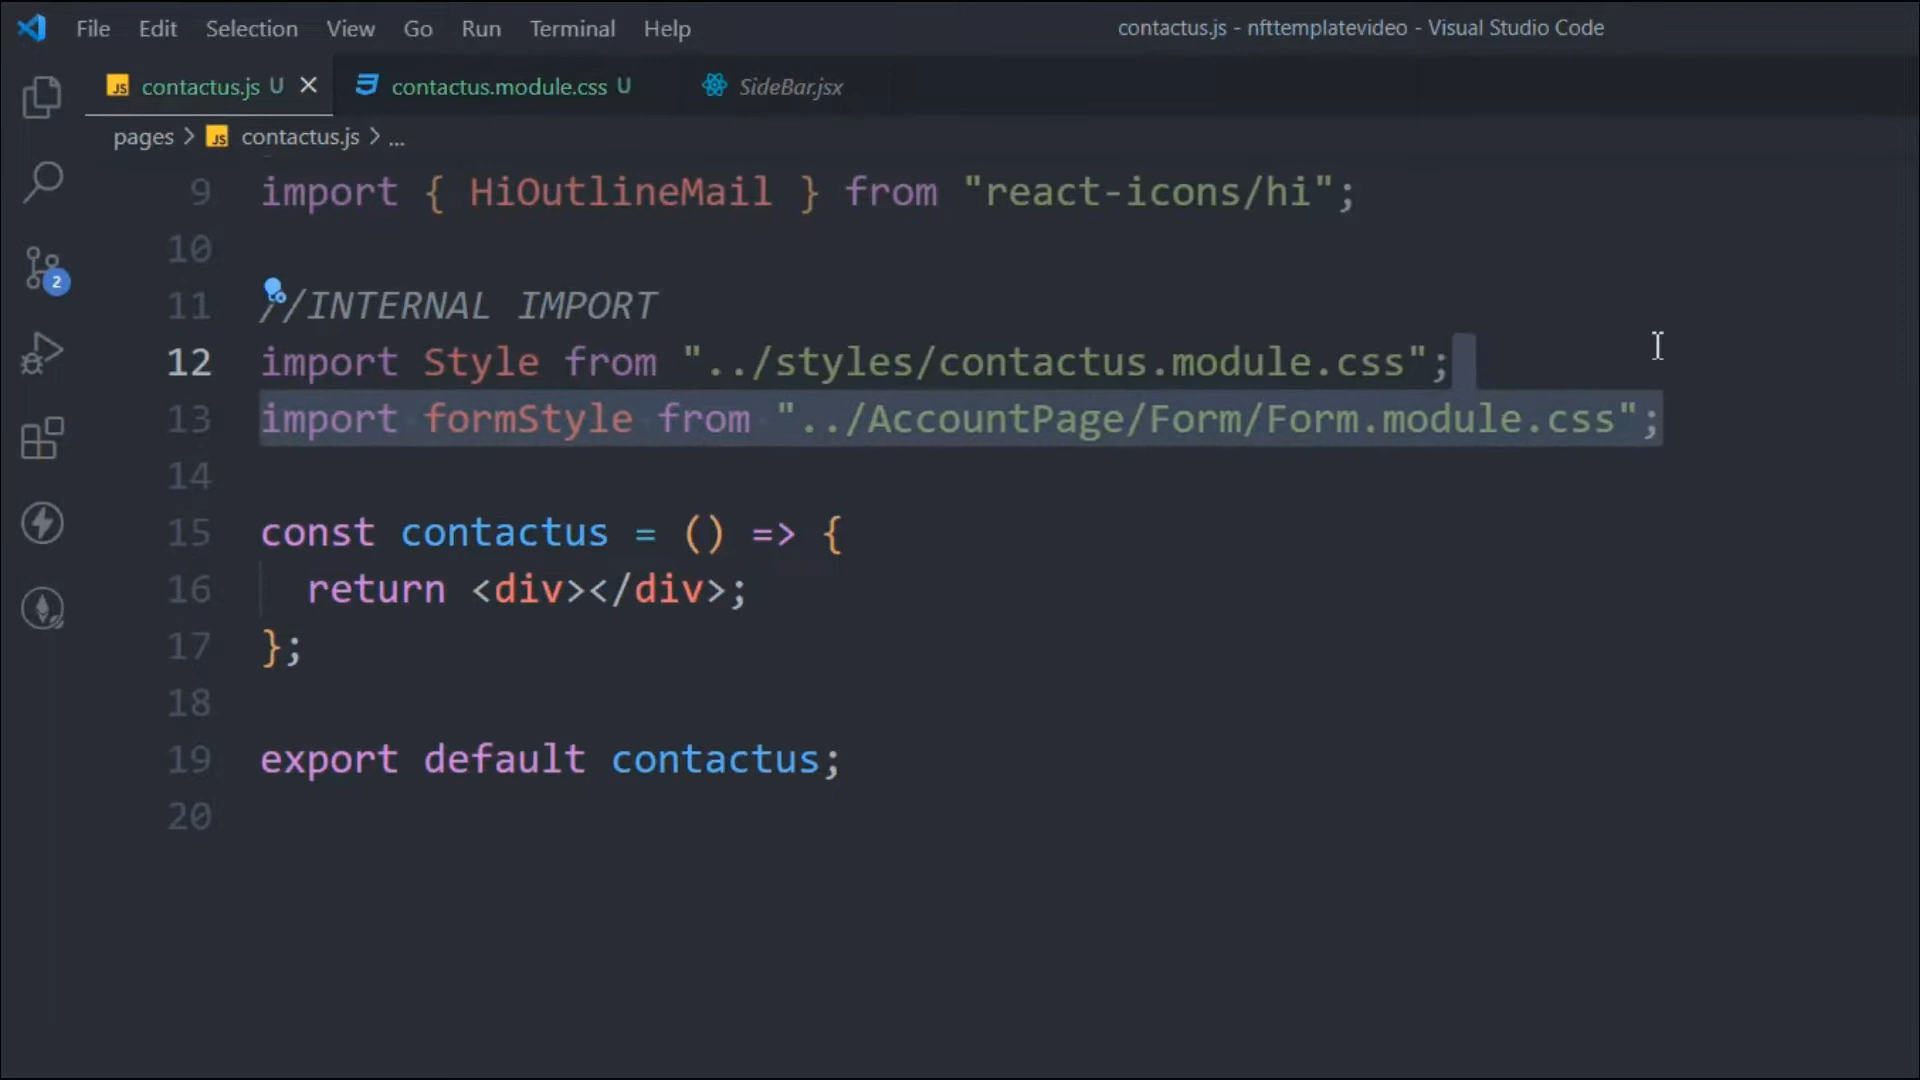 File Edit Selection View Go Run Terminal Help contactus.js - nfttemplatevideo - Visual Studio Code
JS contactus.js U contactus.module.css U SideBar.jsx
pages > JS contactus.js > ...
9 import { HiOutlineMail } from "react-icons/hi";
10
11 //INTERNAL IMPORT
12 import Style from "../styles/contactus.module.css";
13 import formStyle from "../AccountPage/Form/Form.module.css";
14
15 const contactus = () => {
16 return <div></div>;
17 };
18
19 export default contactus;
20
2